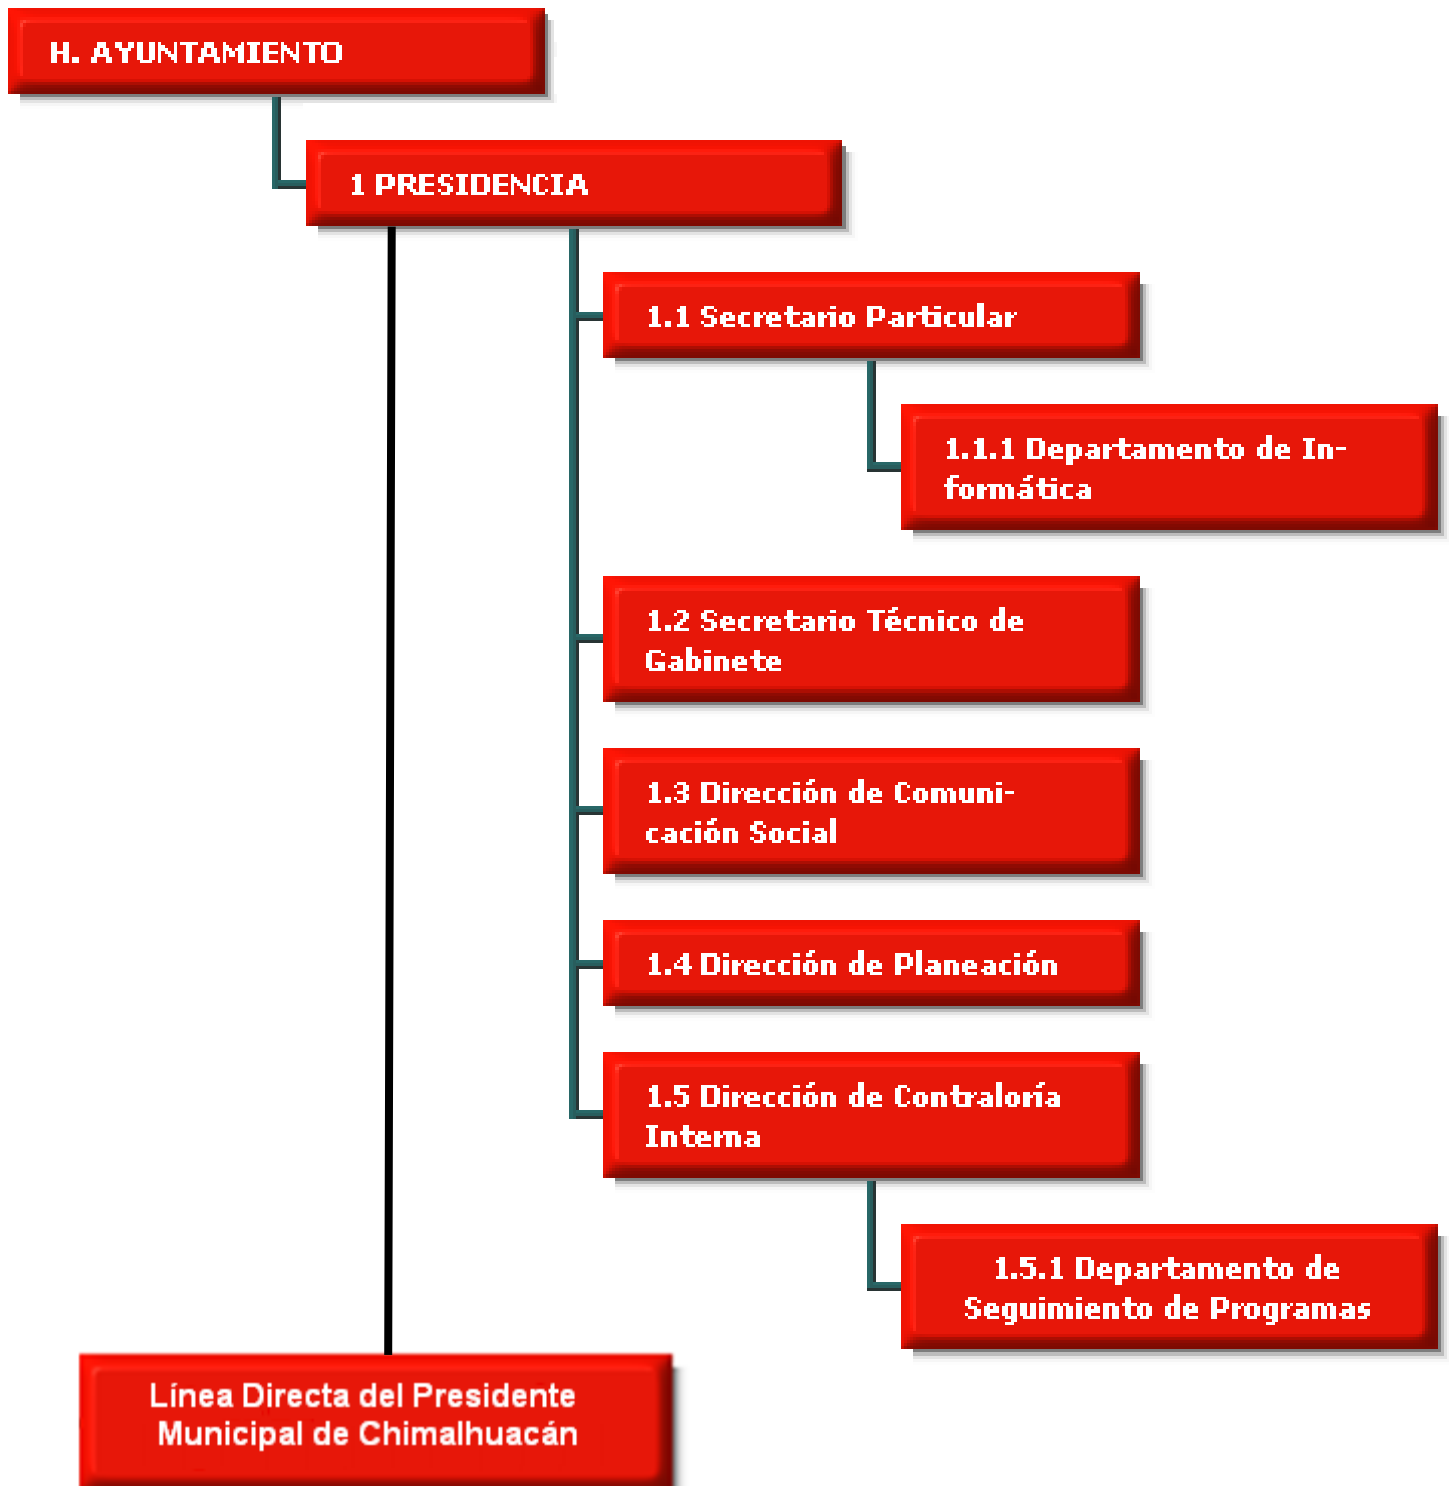 H. AYUNTAMIENTO
1 PRESIDENCIA
1.1 Secretario Particular
1.1.1 Departamento de In-
formática
1.2 Secretario Técnico de
Gabinete
1.3 Dirección de Comuni-
cación Social
1.4 Dirección de Planeación
1.5 Dirección de Contraloría
Interna
1.5.1 Departamento de
Seguimiento de Programas
Línea Directa del Presidente
Municipal de Chimalhuacán